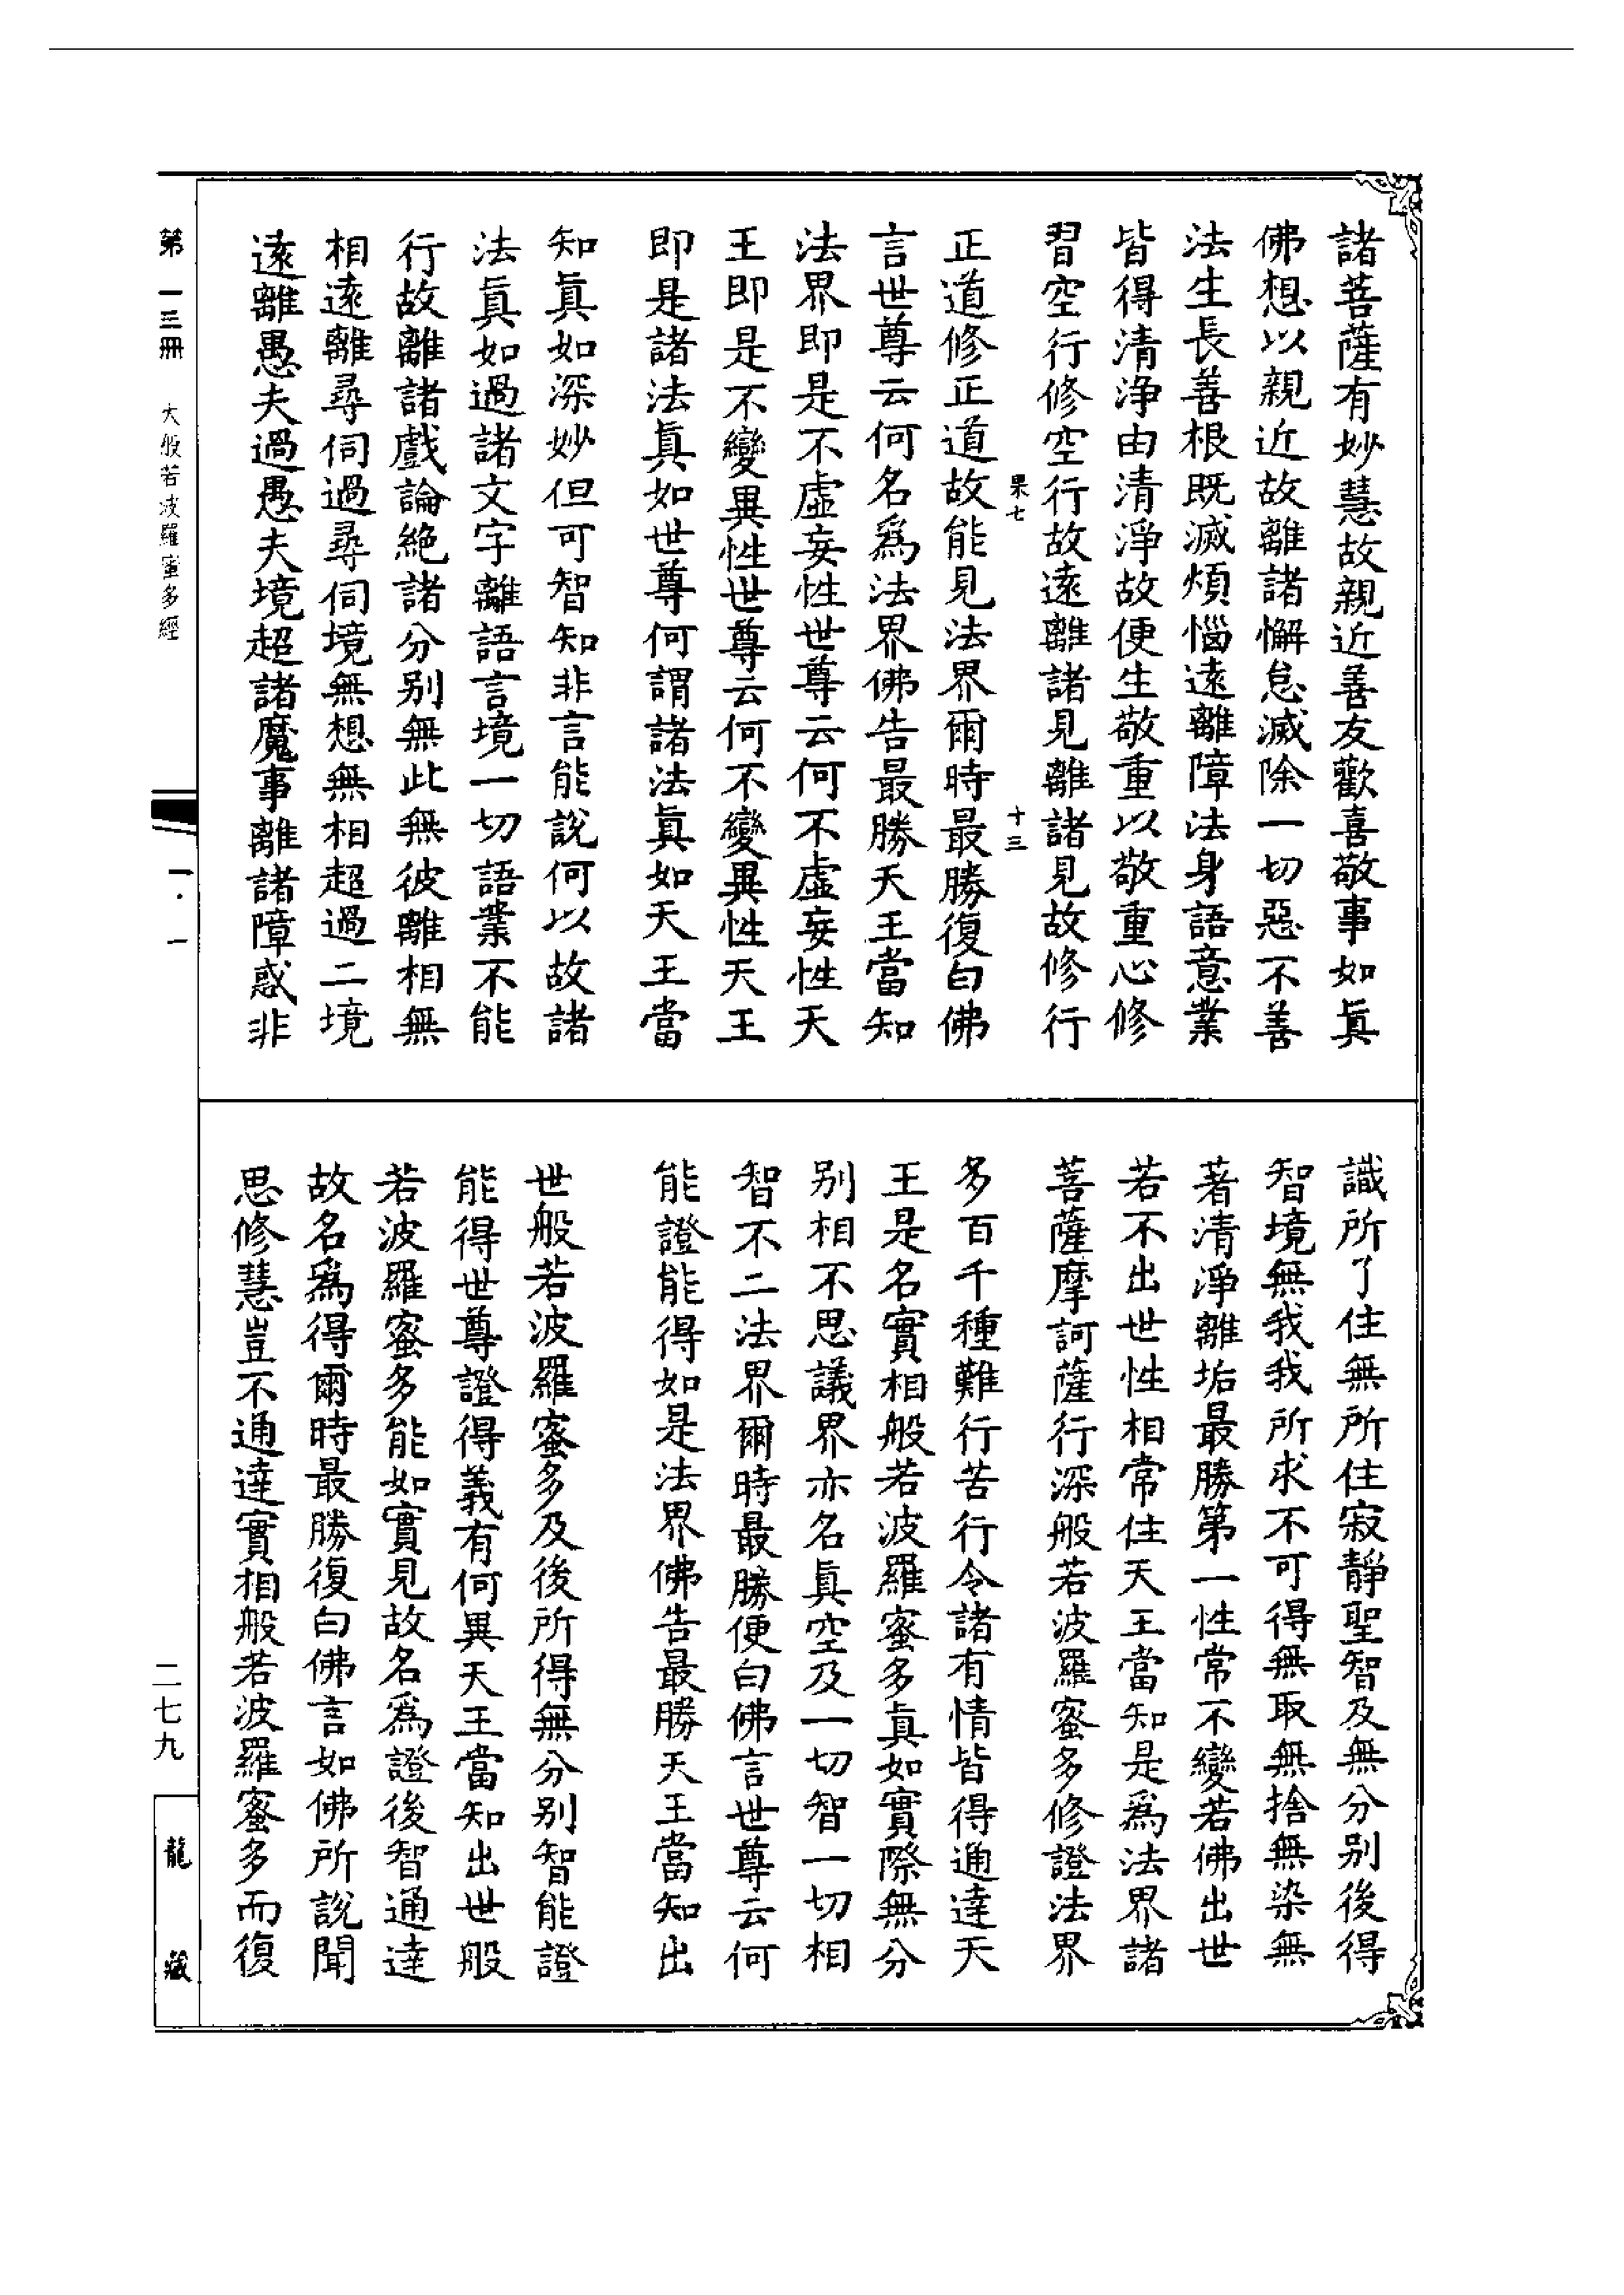 諸菩薩有妙慧故親近善友歡喜敬事如眞
佛想以親近故離諸懈怠滅除一切惡不善
法生長善根既滅煩惱遠離障法身語意業
皆得清淨由清淨故便生敬重以敬重心修
習空行修空行故遠離諸見離諸見故修行
果七 十三
正道修正道故能見法界爾時最勝復白佛
言世尊云何名爲法界佛告最勝天王當知
法界即是不虛妄性世尊云何不虛妄性天
王即是不變異性世尊云何不變異性天王
即是諸法眞如世尊何謂諸法眞如天王當
知眞如深妙但可智知非言能說何以故諸
法眞如過諸文字離語言境一切語業不能
行故離諸戲論絕諸分別無此無彼離相無
相遠離尋伺過尋伺境無想無相超過二境
遠離愚夫過愚夫境超諸魔事離諸障惑非
識所了住無所住寂靜聖智及無分別後得
智境無我我所求不可得無取無捨無染無
著清淨離垢最勝第一性常不變若佛出世
若不出世性相常住天王當知是爲法界諸
菩薩摩訶薩行深般若波羅蜜多修證法界
多百千種難行苦行令諸有情皆得通達天
王是名實相般若波羅蜜多眞如實際無分
別相不思議界亦名眞空及一切智一切相
智不二法界爾時最勝便白佛言世尊云何
能證能得如是法界佛告最勝天王當知出
世般若波羅蜜多及後所得無分別智能證
能得世尊證得義有何異天王當知出世般
若波羅蜜多能如實見故名爲證後智通達
故名爲得爾時最勝復白佛言如佛所說聞
思修慧豈不通達實相般若波羅蜜多而復
第一三冊 大般若波羅蜜多經
二七九
龍藏